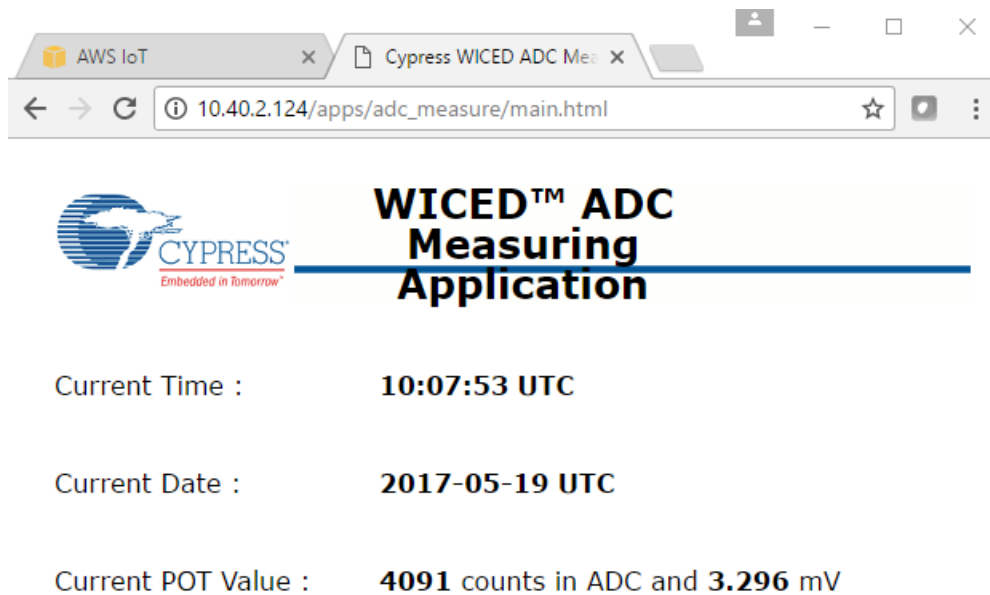 AWS IoT
Cypress WICED ADC Mea
10.40.2.124/apps/adc_measure/main.html
CYPRESS
Embedded in Tomorrow™
WICED™ ADC
Measuring
Application
Current Time : 10:07:53 UTC
Current Date : 2017-05-19 UTC
Current POT Value : 4091 counts in ADC and 3.296 mV